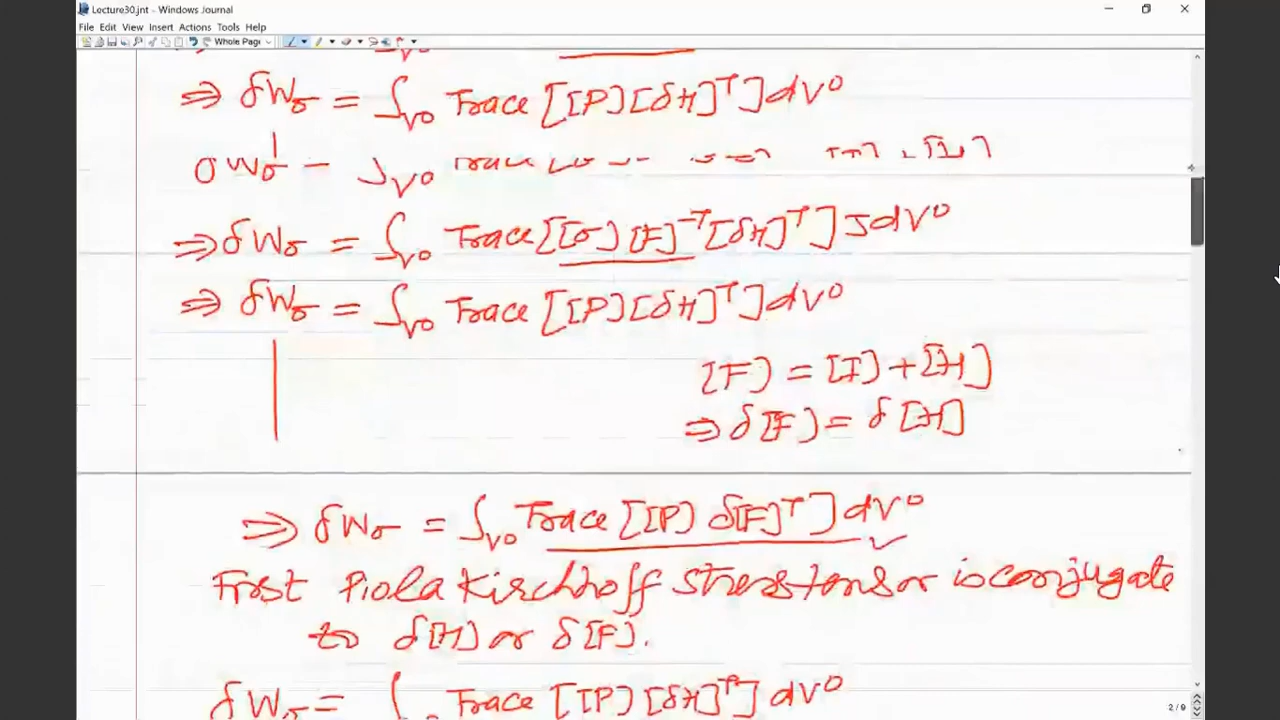 Lecture30.jnt - Windows Journal
File Edit View Insert Actions Tools Help
Whole Pag
⇒ δWσ = ∫V⁰ Trace [[P][δH]ᵀ] dV⁰
⇒ δWσ = ∫V⁰ Trace [[σ][F]⁻ᵀ[δH]ᵀ] J dV⁰
⇒ δWσ = ∫V⁰ Trace [[P][δH]ᵀ] dV⁰
[F] = [I] + [H]
⇒ δ[F] = δ[H]
⇒ δWσ = ∫V⁰ Trace [[P] δ[F]ᵀ] dV⁰ ✓
First Piola Kirchhoff stress tensor is conjugate
to δ[H] or δ[F].
δWσ = ∫ Trace [[P][δH]ᵀ] dV⁰
2 / 9